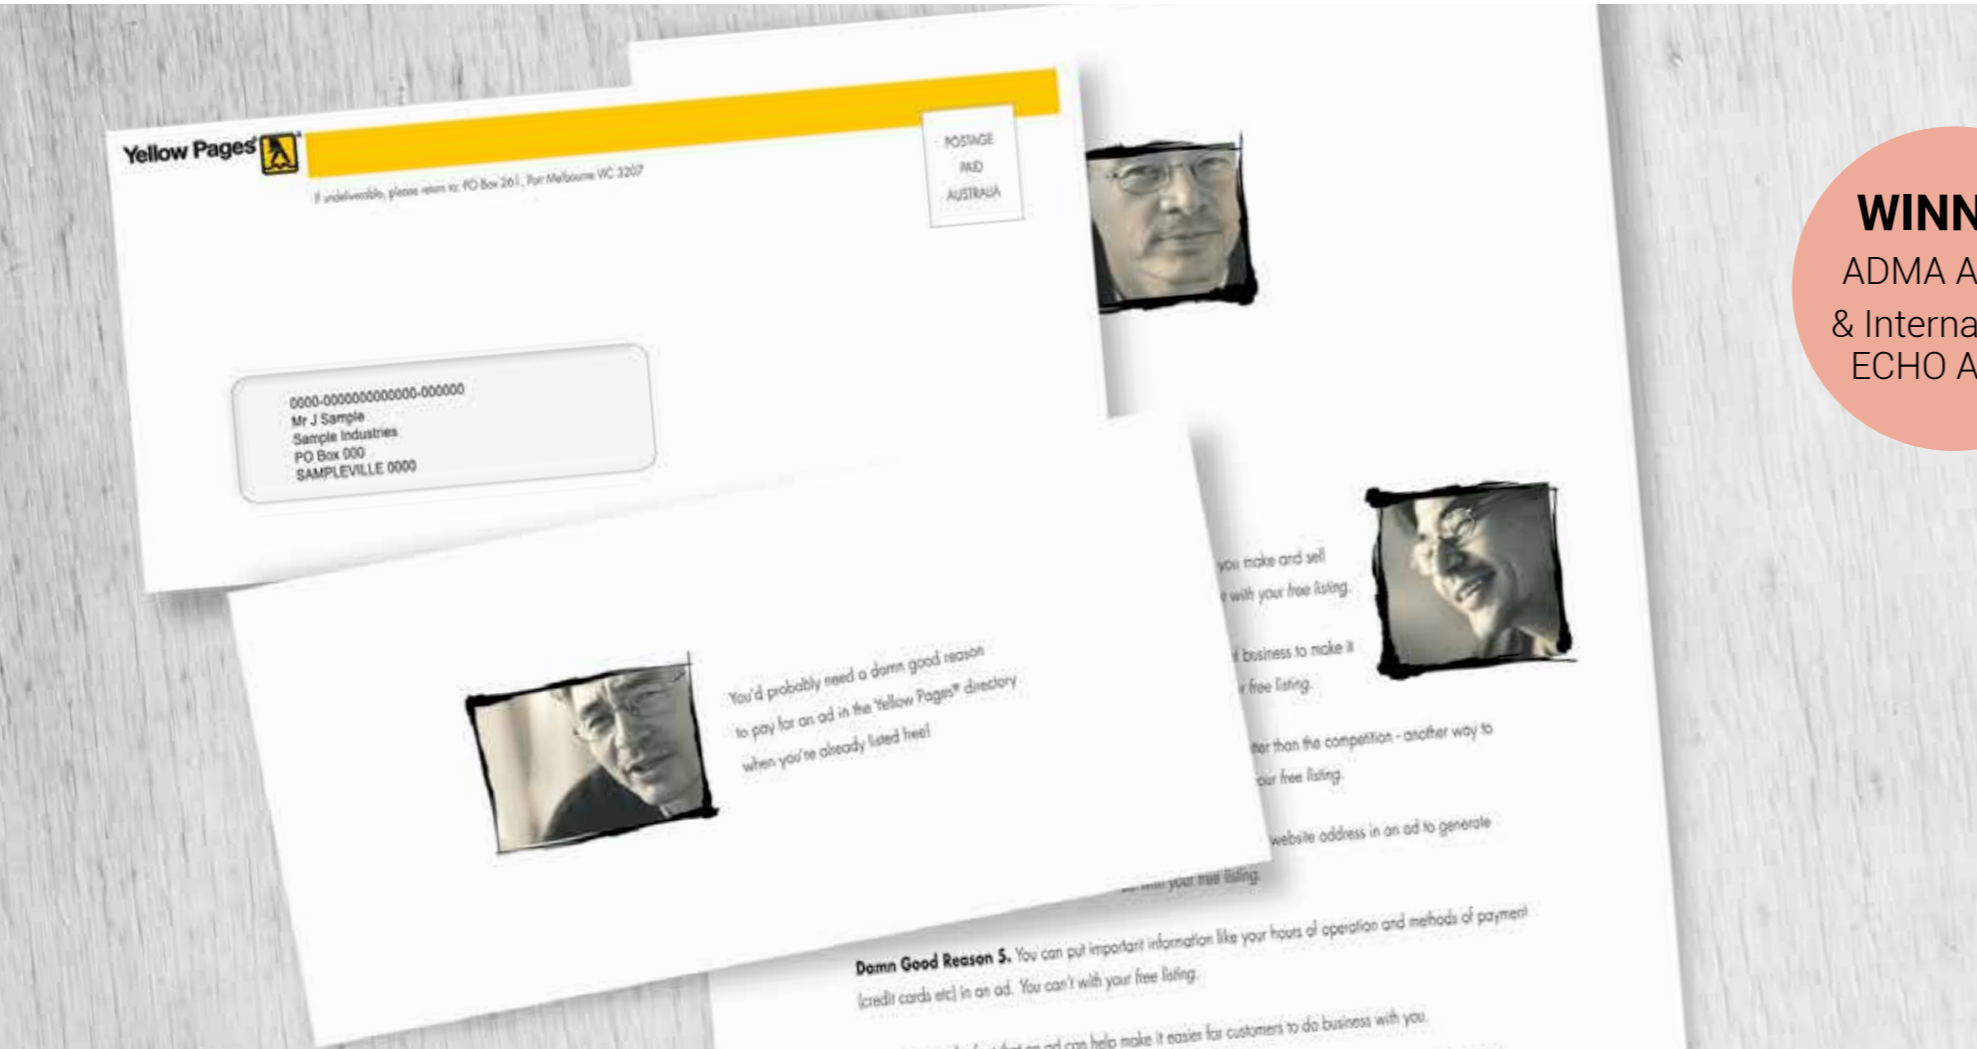 Yellow Pages®
If undeliverable, please return to: PO Box 261, Port Melbourne VIC 3207
POSTAGE
PAID
AUSTRALIA
0000-0000000000000-000000
Mr J Sample
Sample Industries
PO Box 000
SAMPLEVILLE 0000
You'd probably need a damn good reason
to pay for an ad in the Yellow Pages® directory
when you're already listed free!
you make and sell
with your free listing.
business to make it
free listing.
than the competition - another way to
our free listing.
website address in an ad to generate
with your free listing.
Damn Good Reason 5. You can put important information like your hours of operation and methods of payment
(credit cards etc) in an ad. You can't with your free listing.
that an ad can help make it easier for customers to do business with you.
WINN
ADMA A
& Interna
ECHO A